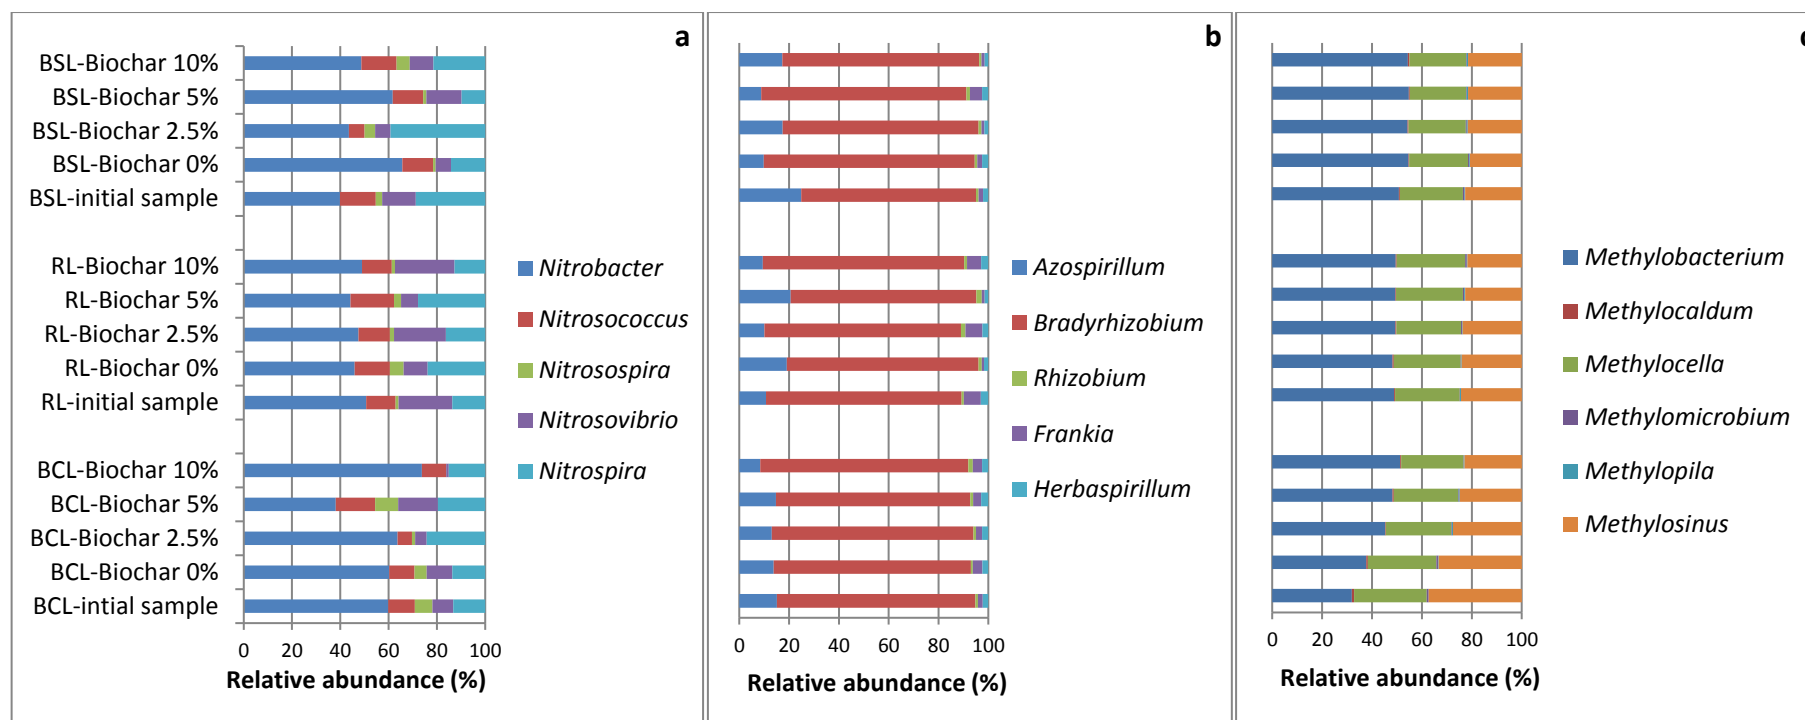 a
BSL-Biochar 10%
BSL-Biochar 5%
BSL-Biochar 2.5%
BSL-Biochar 0%
BSL-initial sample
RL-Biochar 10%
RL-Biochar 5%
RL-Biochar 2.5%
RL-Biochar 0%
RL-initial sample
BCL-Biochar 10%
BCL-Biochar 5%
BCL-Biochar 2.5%
BCL-Biochar 0%
BCL-intial sample
0 20 40 60 80 100
Relative abundance (%)
Nitrobacter
Nitrosococcus
Nitrosospira
Nitrosovibrio
Nitrospira
b
0 20 40 60 80 100
Relative abundance (%)
Azospirillum
Bradyrhizobium
Rhizobium
Frankia
Herbaspirillum
0 20 40 60 80 100
Relative abundance (%)
Methylobacterium
Methylocaldum
Methylocella
Methylomicrobium
Methylopila
Methylosinus